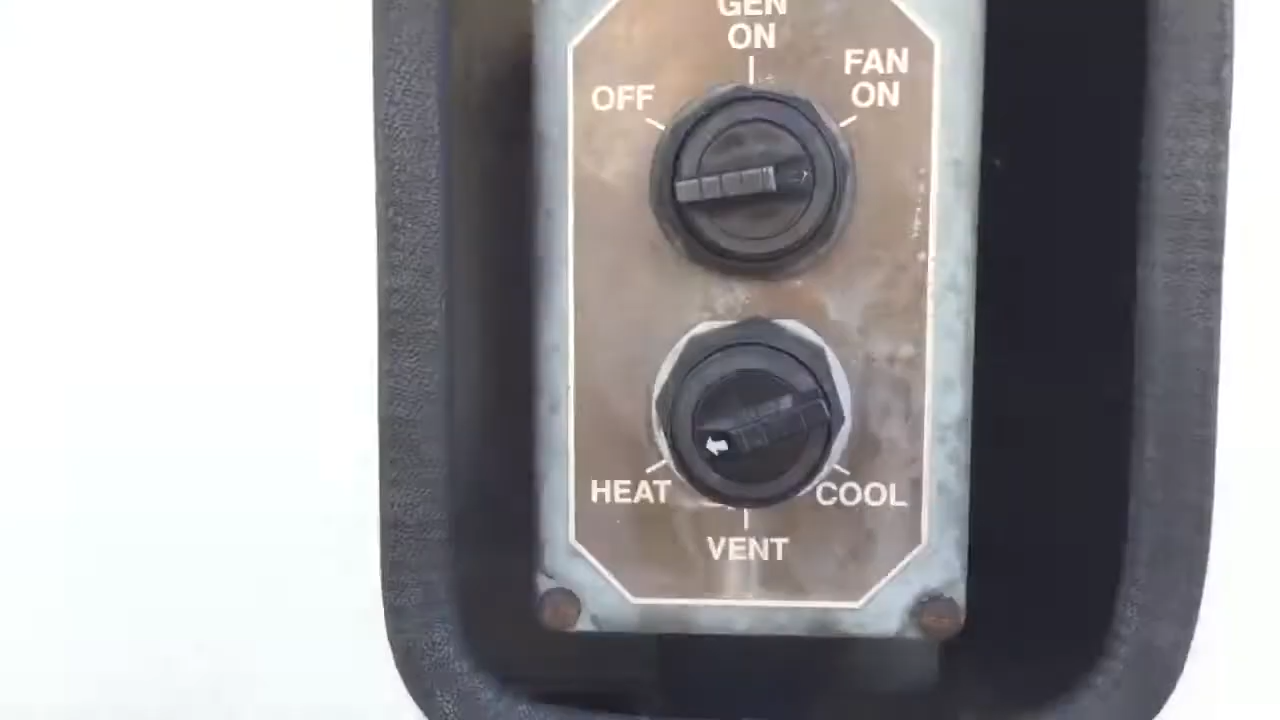 GEN
ON
FAN
ON
OFF
HEAT
COOL
VENT